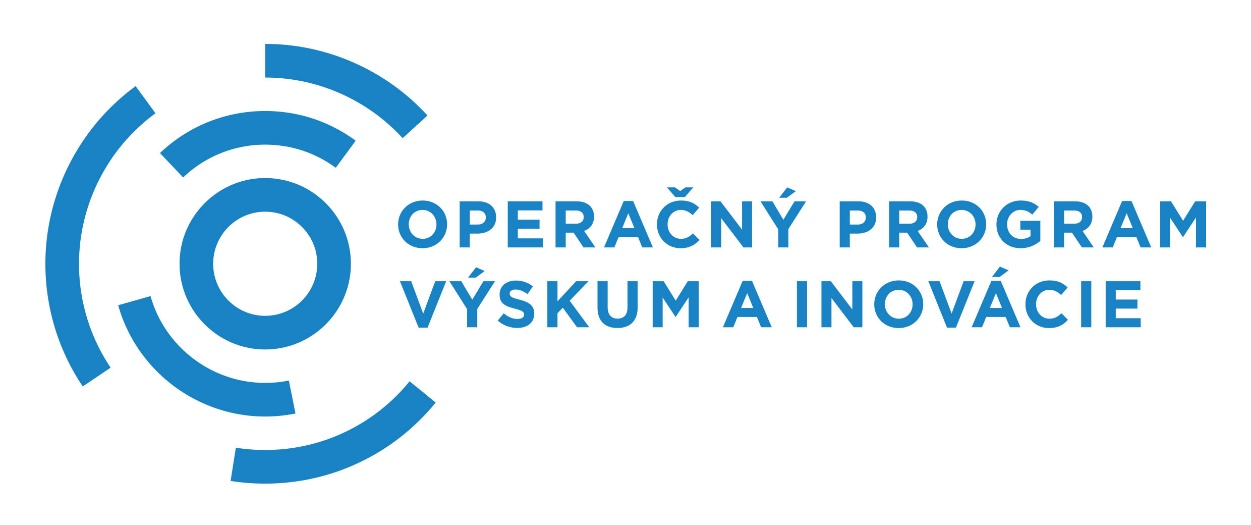 OPERAČNÝ PROGRAM
VÝSKUM A INOVÁCIE